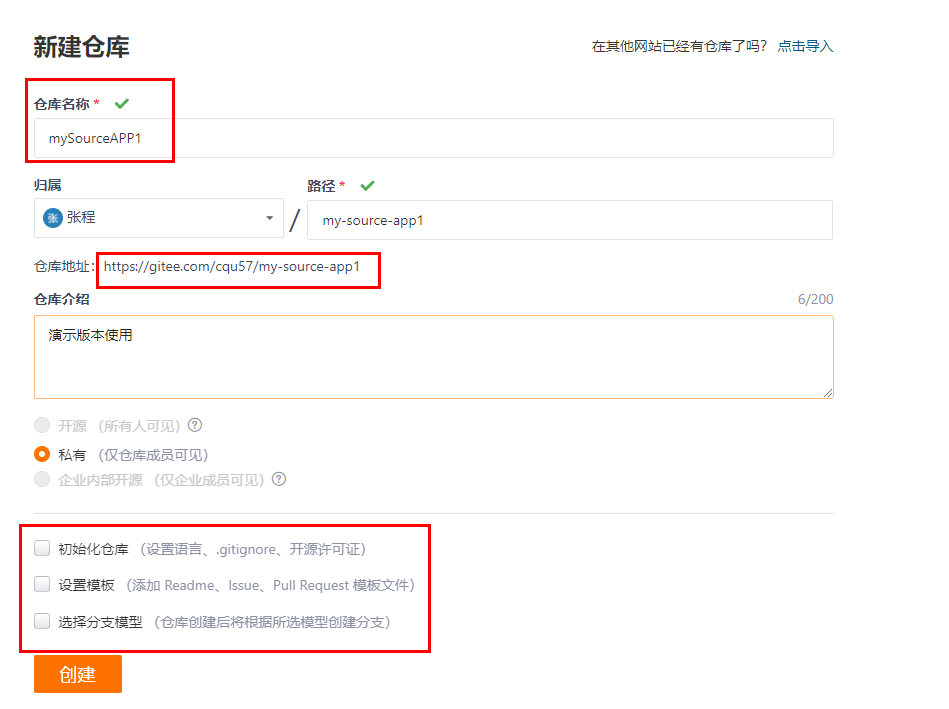 新建仓库
在其他网站已经有仓库了吗? 点击导入
仓库名称 *
mySourceAPP1
归属 路径 *
张 张程 / my-source-app1
仓库地址: https://gitee.com/cqu57/my-source-app1
仓库介绍 6/200
演示版本使用
开源 (所有人可见) ?
私有 (仅仓库成员可见)
企业内部开源 (仅企业成员可见) ?
初始化仓库 (设置语言、.gitignore、开源许可证)
设置模板 (添加 Readme、Issue、Pull Request 模板文件)
选择分支模型 (仓库创建后将根据所选模型创建分支)
创建